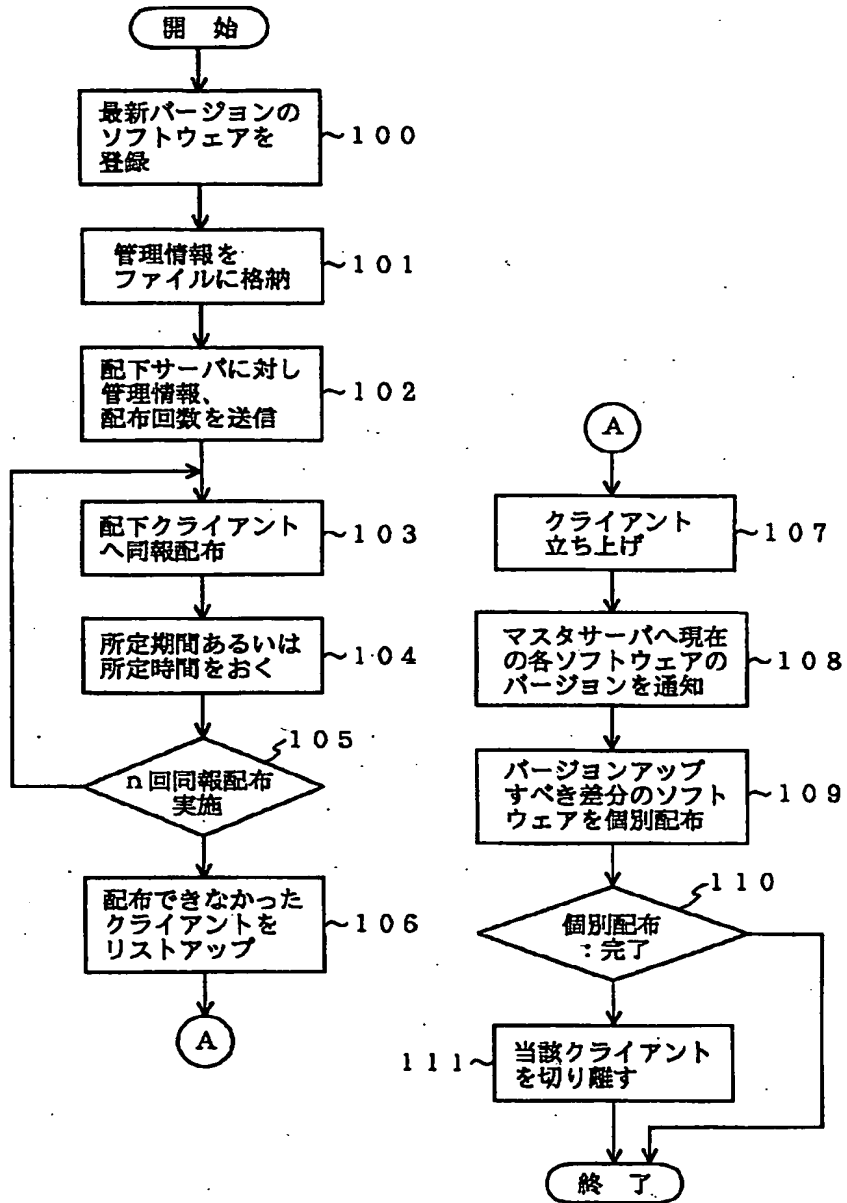 開 始
最新バージョンの
ソフトウェアを
登録
~100
管理情報を
ファイルに格納
~101
配下サーバに対し
管理情報、
配布回数を送信
~102
配下クライアント
へ同報配布
~103
所定期間あるいは
所定時間をおく
~104
105
n回同報配布
実施
配布できなかった
クライアントを
リストアップ
~106
A
A
クライアント
立ち上げ
~107
マスタサーバへ現在
の各ソフトウェアの
バージョンを通知
~108
バージョンアップ
すべき差分のソフト
ウェアを個別配布
~109
110
個別配布
:完了
111~
当該クライアント
を切り離す
終 了